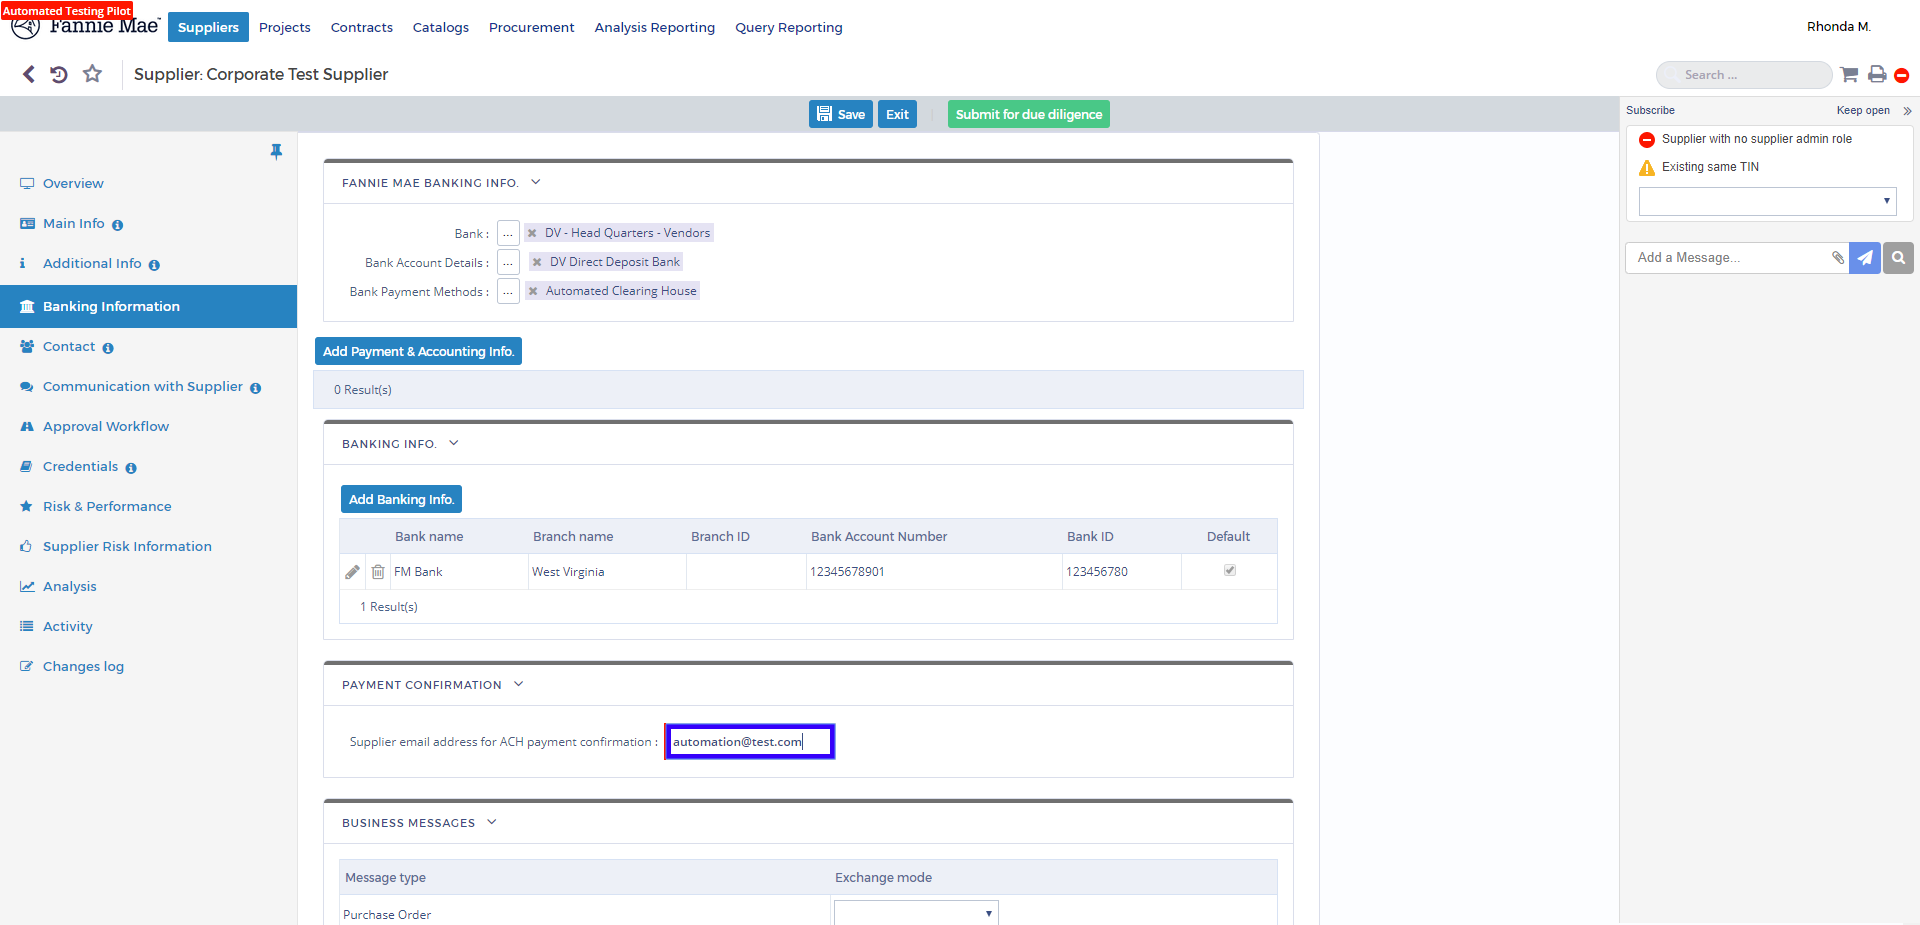 Automated Testing Pilot
Fannie Mae
Suppliers Projects Contracts Catalogs Procurement Analysis Reporting Query Reporting
Rhonda M.
Supplier: Corporate Test Supplier
Search ...
Save Exit Submit for due diligence
Subscribe Keep open
Supplier with no supplier admin role
Existing same TIN
Add a Message...
Overview
Main Info
Additional Info
Banking Information
Contact
Communication with Supplier
Approval Workflow
Credentials
Risk & Performance
Supplier Risk Information
Analysis
Activity
Changes log
FANNIE MAE BANKING INFO.
Bank : ... DV - Head Quarters - Vendors
Bank Account Details : ... DV Direct Deposit Bank
Bank Payment Methods : ... Automated Clearing House
Add Payment & Accounting Info.
0 Result(s)
BANKING INFO.
Add Banking Info.
Bank name Branch name Branch ID Bank Account Number Bank ID Default
FM Bank West Virginia 12345678901 123456780
1 Result(s)
PAYMENT CONFIRMATION
Supplier email address for ACH payment confirmation : automation@test.com
BUSINESS MESSAGES
Message type Exchange mode
Purchase Order